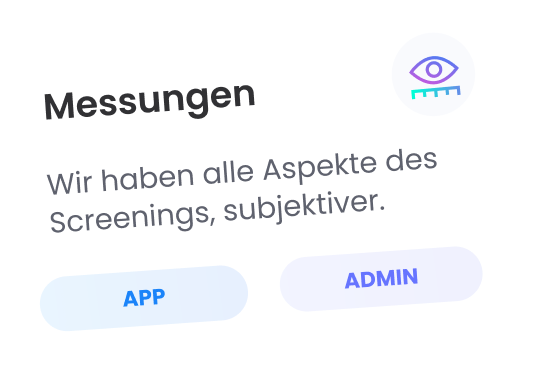 Messungen
Wir haben alle Aspekte des
Screenings, subjektiver.
APP
ADMIN